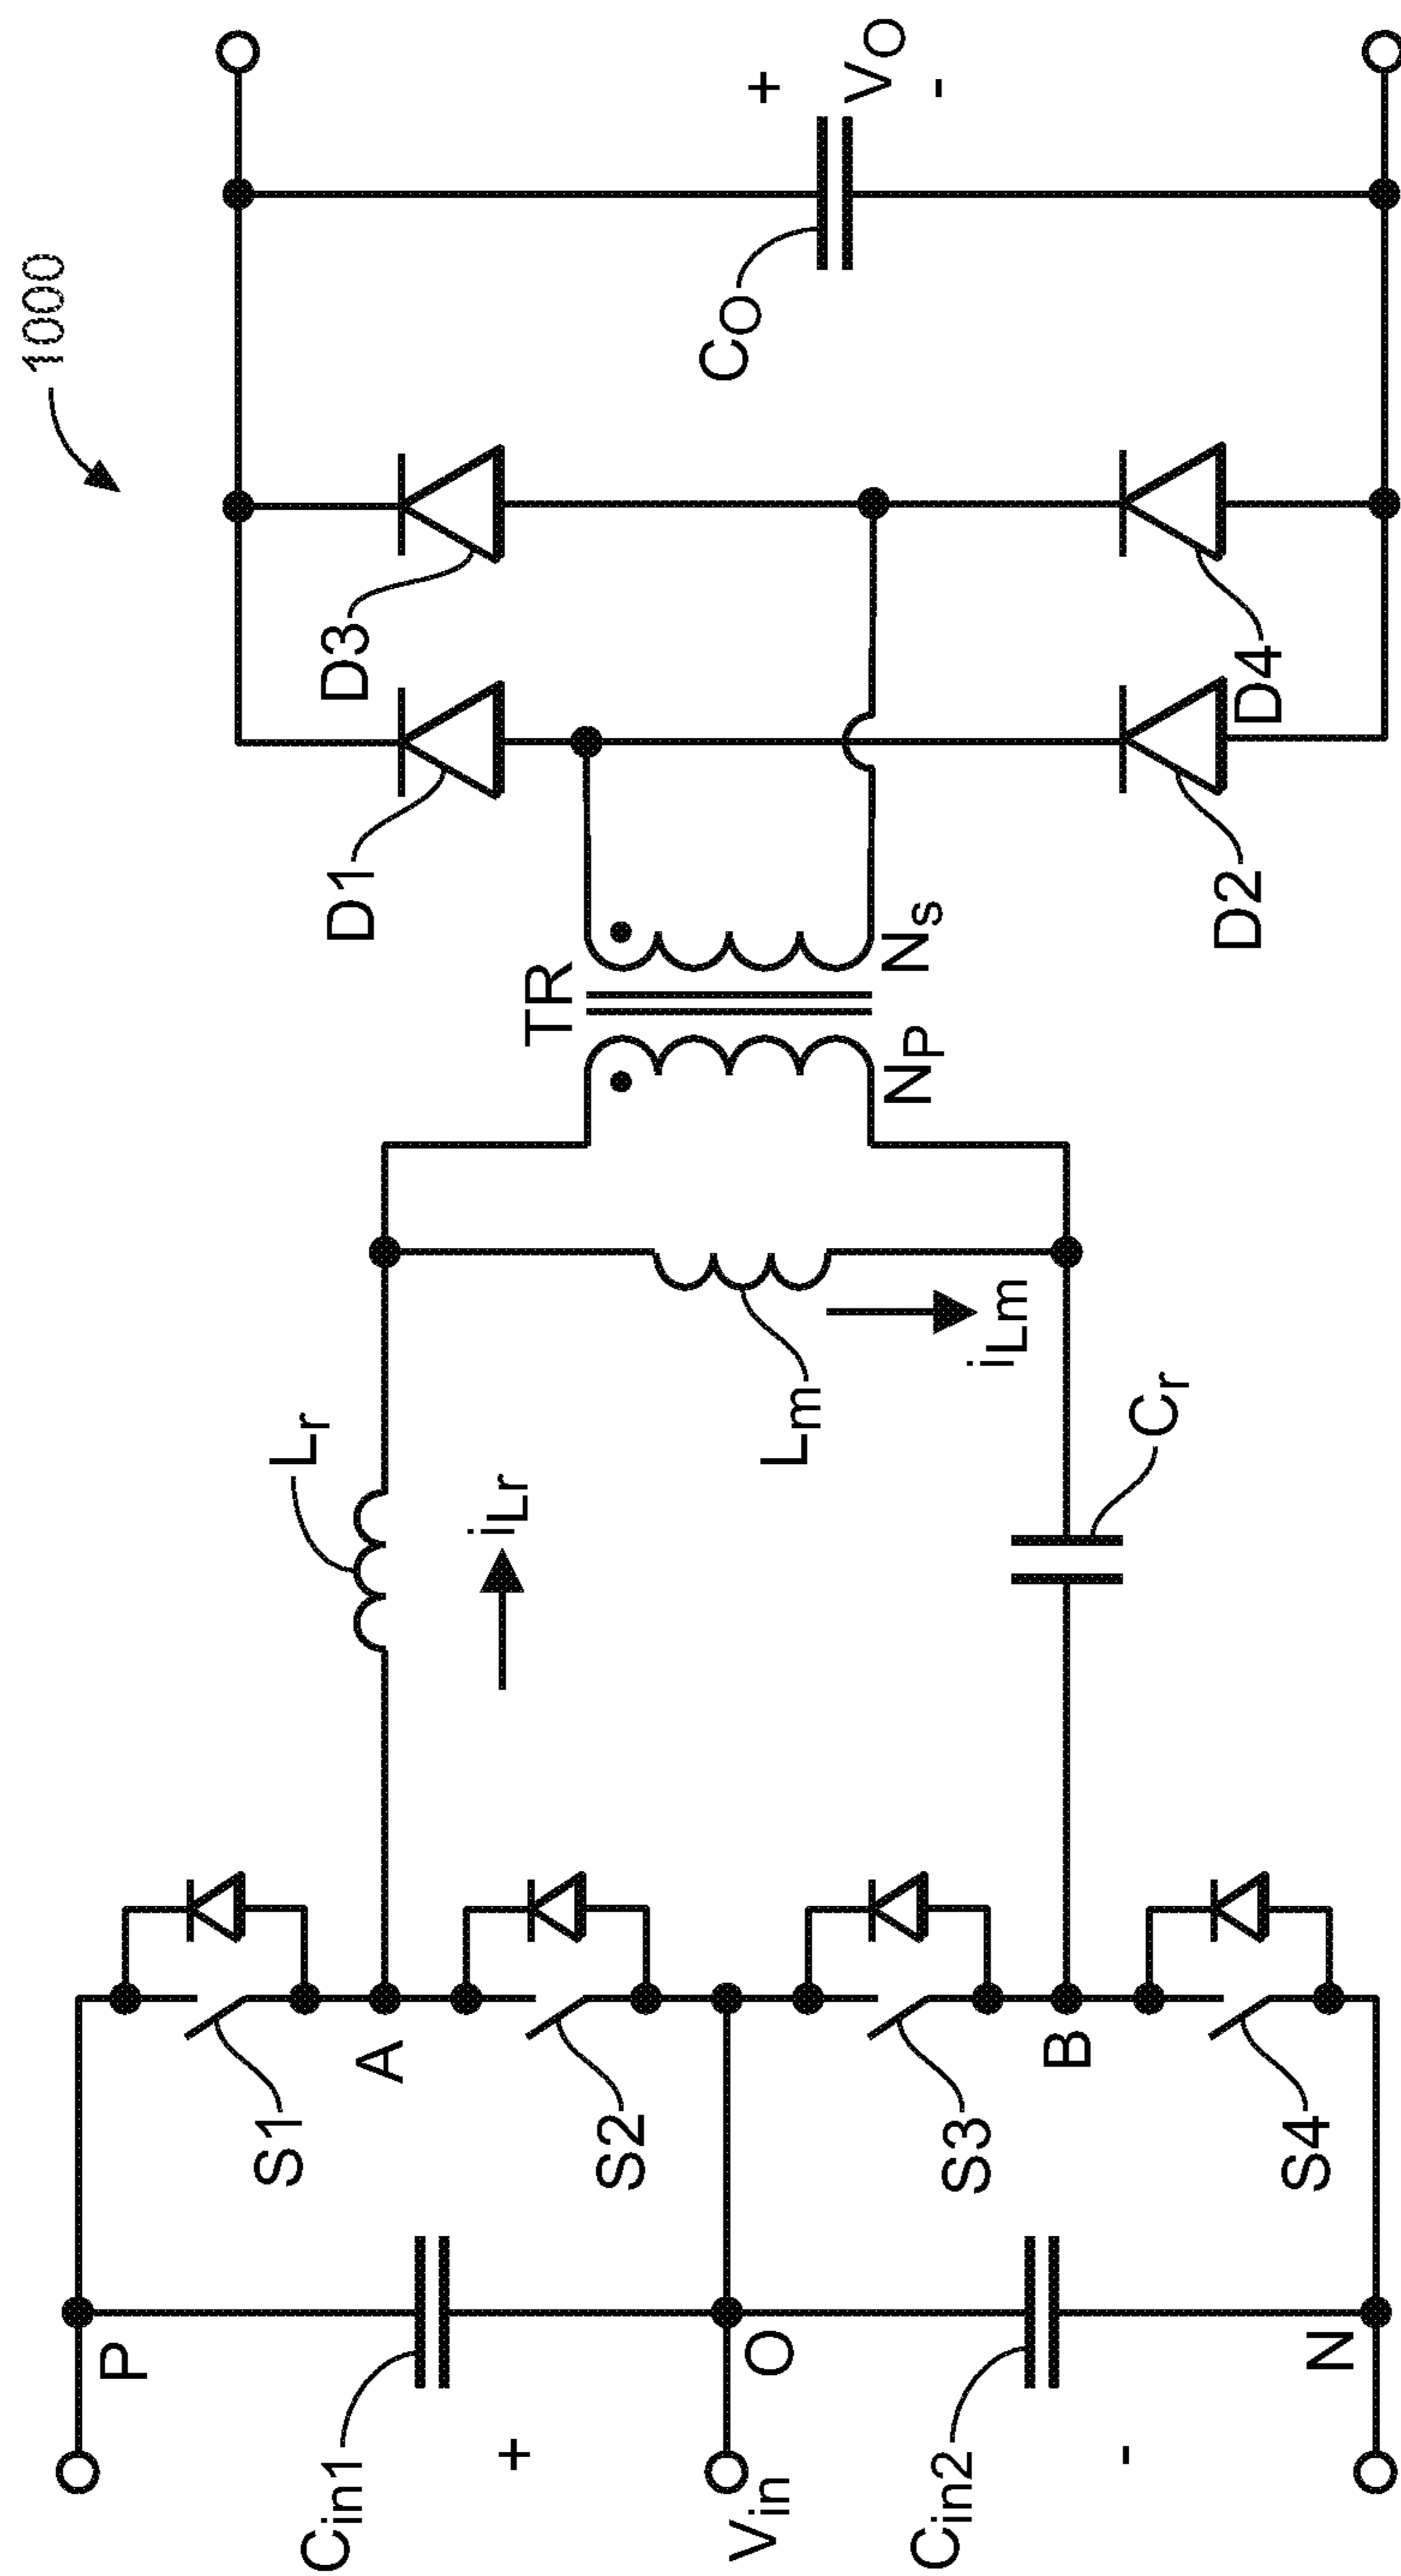 1000
P
Cin1
+
S1
A
S2
O
Vin
S3
Cin2
-
B
S4
N
Lr
iLr
Lm
iLm
Cr
TR
NP
Ns
D1
D3
D2
D4
CO
+
VO
-